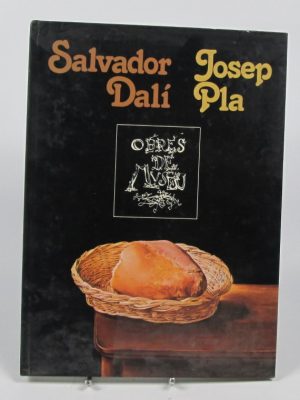 Salvador
Dalí
Josep
Pla
OBRES
DE
MUSEU